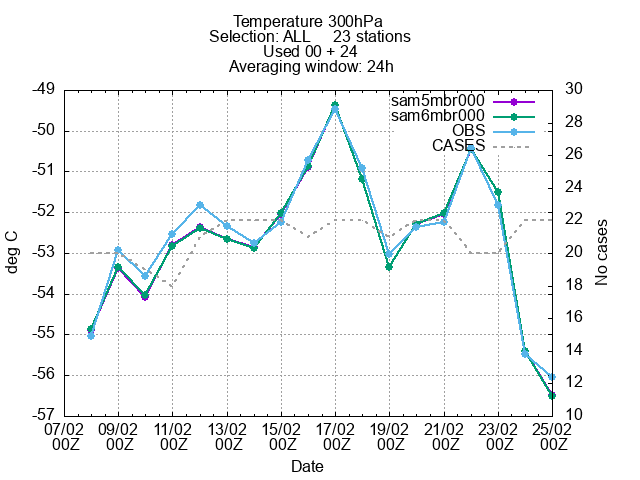 Temperature 300hPa
Selection: ALL 23 stations
Used 00 + 24
Averaging window: 24h
sam5mbr000
sam6mbr000
OBS
CASES
deg C
-49
-50
-51
-52
-53
-54
-55
-56
-57
No cases
30
28
26
24
22
20
18
16
14
12
10
07/02 09/02 11/02 13/02 15/02 17/02 19/02 21/02 23/02 25/02
00Z 00Z 00Z 00Z 00Z 00Z 00Z 00Z 00Z 00Z
Date